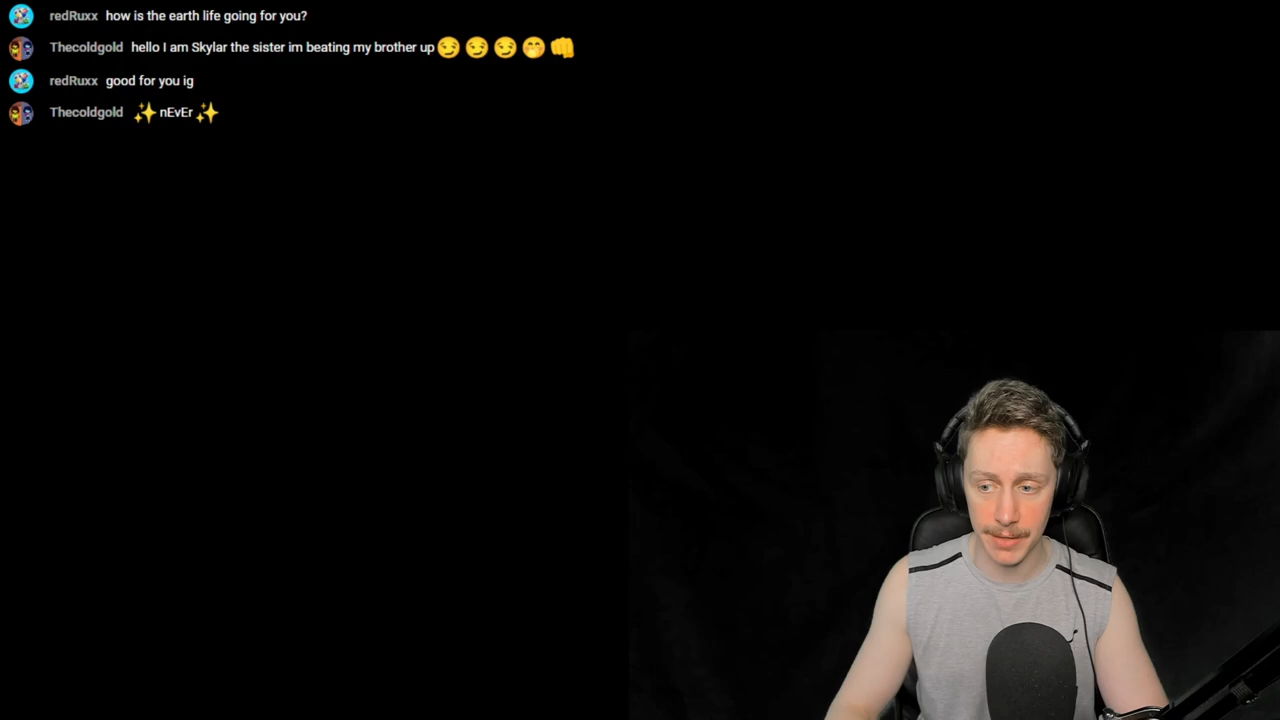 redRuxx how is the earth life going for you?
Thecoldgold hello I am Skylar the sister im beating my brother up😏😏😏🤭👊
redRuxx good for you ig
Thecoldgold ✨nEvEr✨